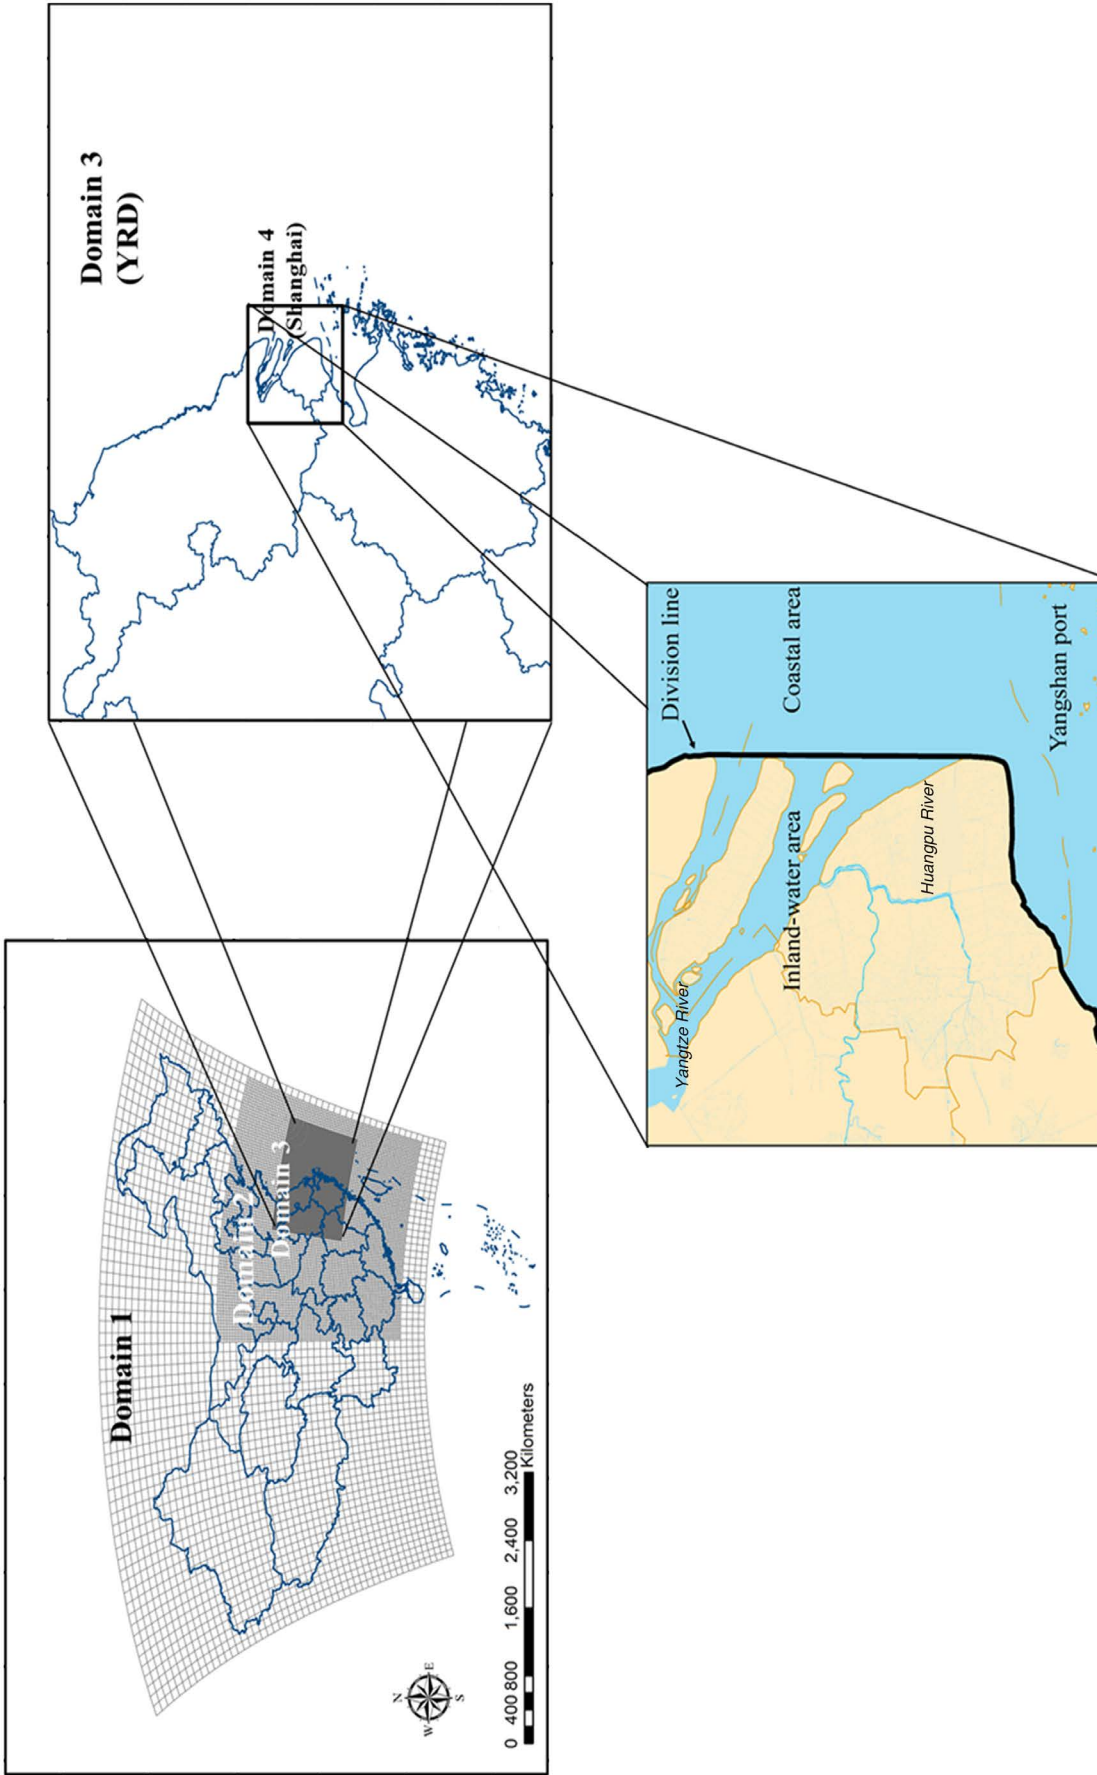 Domain 1
Domain 2
Domain 3
N
W
E
S
0 400 800 1,600 2,400 3,200
Kilometers
Domain 3
(YRD)
Domain 4
(Shanghai)
Division line
Coastal area
Yangshan port
Inland-water area
Yangtze River
Huangpu River